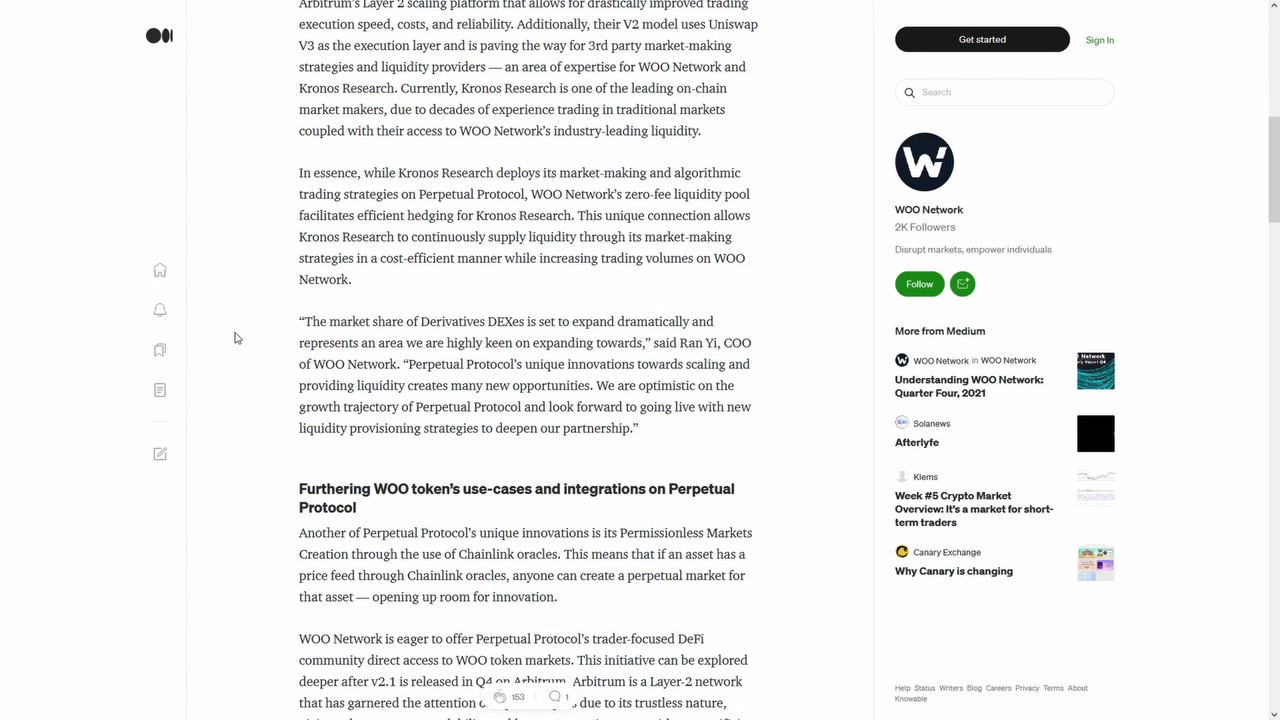 Arbitrum's Layer 2 scaling platform that allows for drastically improved trading
execution speed, costs, and reliability. Additionally, their V2 model uses Uniswap
V3 as the execution layer and is paving the way for 3rd party market-making
strategies and liquidity providers — an area of expertise for WOO Network and
Kronos Research. Currently, Kronos Research is one of the leading on-chain
market makers, due to decades of experience trading in traditional markets
coupled with their access to WOO Network's industry-leading liquidity.
In essence, while Kronos Research deploys its market-making and algorithmic
trading strategies on Perpetual Protocol, WOO Network's zero-fee liquidity pool
facilitates efficient hedging for Kronos Research. This unique connection allows
Kronos Research to continuously supply liquidity through its market-making
strategies in a cost-efficient manner while increasing trading volumes on WOO
Network.
“The market share of Derivatives DEXes is set to expand dramatically and
represents an area we are highly keen on expanding towards,” said Ran Yi, COO
of WOO Network. “Perpetual Protocol's unique innovations towards scaling and
providing liquidity creates many new opportunities. We are optimistic on the
growth trajectory of Perpetual Protocol and look forward to going live with new
liquidity provisioning strategies to deepen our partnership.”
Furthering WOO token's use-cases and integrations on Perpetual
Protocol
Another of Perpetual Protocol's unique innovations is its Permissionless Markets
Creation through the use of Chainlink oracles. This means that if an asset has a
price feed through Chainlink oracles, anyone can create a perpetual market for
that asset — opening up room for innovation.
WOO Network is eager to offer Perpetual Protocol's trader-focused DeFi
community direct access to WOO token markets. This initiative can be explored
deeper after v2.1 is released in Q4 on Arbitrum. Arbitrum is a Layer-2 network
that has garnered the attention of due to its trustless nature,
153 1
Get started Sign In
Search
W
WOO Network
2K Followers
Disrupt markets, empower individuals
Follow
More from Medium
WOO Network in WOO Network
Understanding WOO Network:
Quarter Four, 2021
Solanews
Afterlyfe
Klems
Week #5 Crypto Market
Overview: It's a market for short-
term traders
Canary Exchange
Why Canary is changing
Help Status Writers Blog Careers Privacy Terms About
Knowable